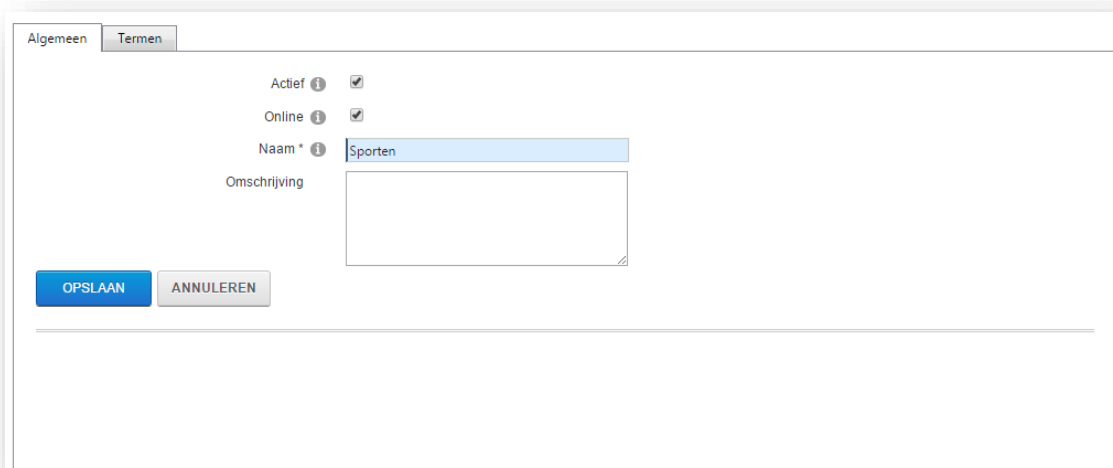 Algemeen Termen
Actief
Online
Naam *
Sporten
Omschrijving
OPSLAAN ANNULEREN